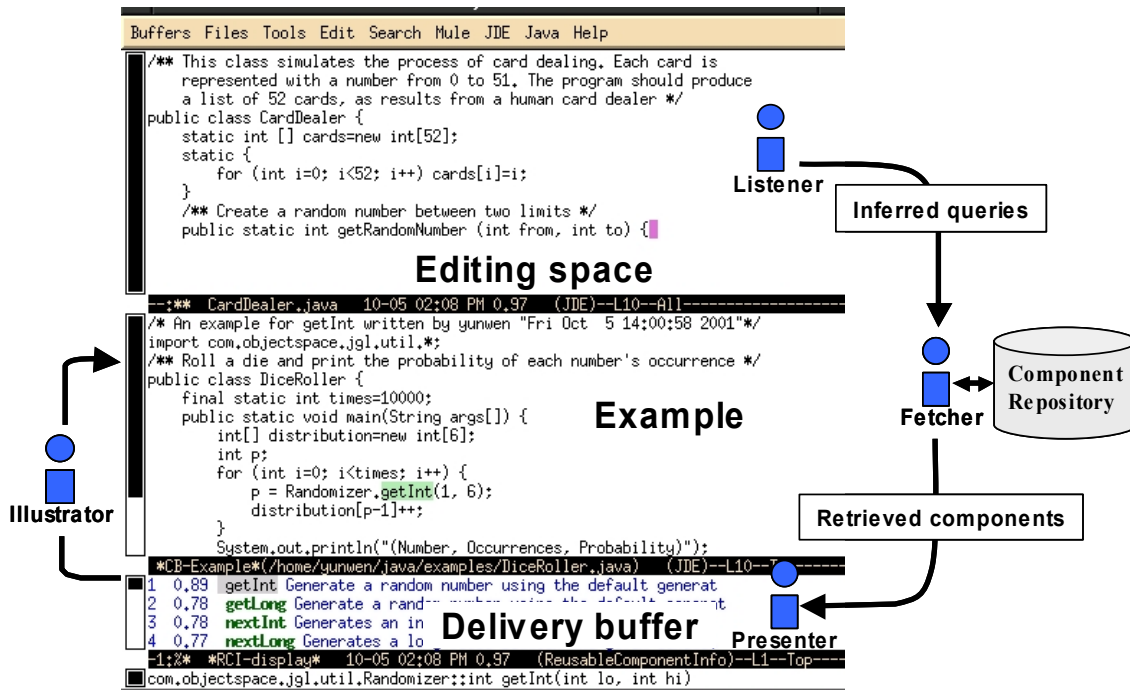 Buffers Files Tools Edit Search Mule JDE Java Help
/** This class simulates the process of card dealing. Each card is
represented with a number from 0 to 51. The program should produce
a list of 52 cards, as results from a human card dealer */
public class CardDealer {
static int [] cards=new int[52];
static {
for (int i=0; i<52; i++) cards[i]=i;
}
/** Create a random number between two limits */
public static int getRandomNumber (int from, int to) {
Editing space
--:** CardDealer.java 10-05 02:08 PM 0.97 (JDE)--L10--All----------------
/* An example for getInt written by yunwen "Fri Oct 5 14:00:58 2001"*/
import com.objectspace.jgl.util.*;
/** Roll a die and print the probability of each number's occurrence */
public class DiceRoller {
final static int times=10000;
public static void main(String args[]) {
int[] distribution=new int[6];
int p;
for (int i=0; i<times; i++) {
p = Randomizer.getInt(1, 6);
distribution[p-1]++;
}
System.out.println("(Number, Occurrences, Probability)");
Example
*CB-Example*(/home/yunwen/java/examples/DiceRoller.java) (JDE)--L10--
1 0.89 getInt Generate a random number using the default generat
2 0.78 getLong Generate a random number using the default generat
3 0.78 nextInt Generates an in
4 0.77 nextLong Generates a lo
Delivery buffer
-1:%* *RCI-display* 10-05 02:08 PM 0.97 (ReusableComponentInfo)--L1--Top----
com.objectspace.jgl.util.Randomizer::int getInt(int lo, int hi)
Listener
Inferred queries
Fetcher
Component
Repository
Retrieved components
Presenter
Illustrator